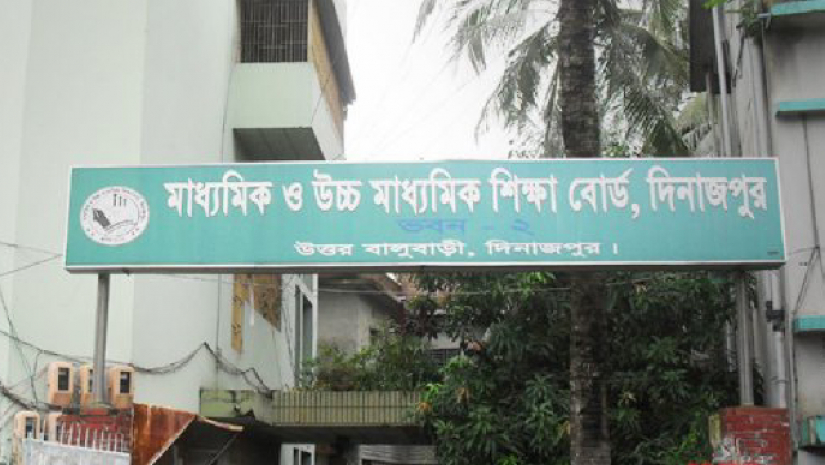 মাধ্যমিক ও উচ্চ মাধ্যমিক শিক্ষা বোর্ড, দিনাজপুর
ভবন - ২
উত্তর বালুবাড়ী, দিনাজপুর ।